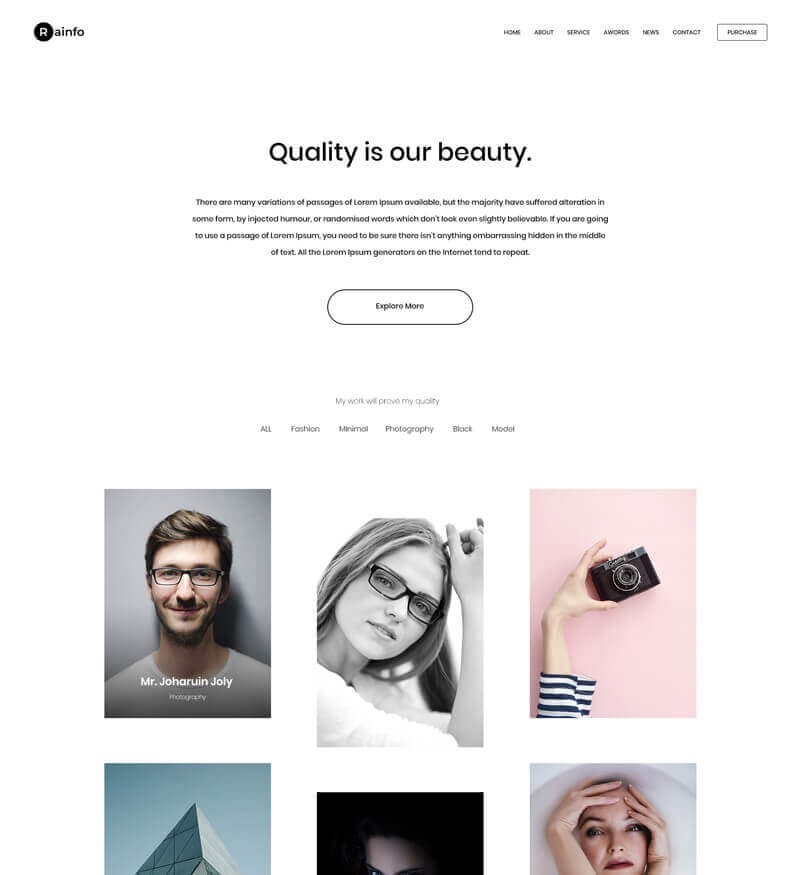 Rainfo
HOME ABOUT SERVICE AWORDS NEWS CONTACT PURCHASE
Quality is our beauty.
There are many variations of passages of Lorem Ipsum available, but the majority have suffered alteration in
some form, by injected humour, or randomised words which don't look even slightly believable. If you are going
to use a passage of Lorem Ipsum, you need to be sure there isn't anything embarrassing hidden in the middle
of text. All the Lorem Ipsum generators on the Internet tend to repeat.
Explore More
My work will prove my quality
ALL Fashion Minimal Photography Black Model
Mr. Joharuin Joly
Photography